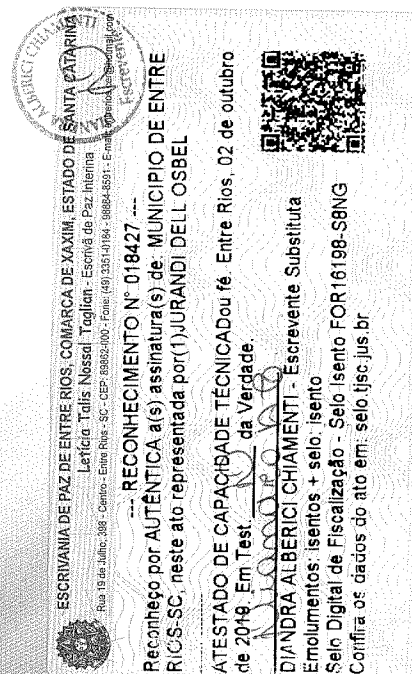 ESCRIVANIA DE PAZ DE ENTRE RIOS, COMARCA DE XAXIM, ESTADO DE SANTA CATARINA
Letícia Talis Nossal Taglian - Escrivã de Paz Interina
Rua 19 de Julho, 398 - Centro - Entre Rios - SC - CEP: 89862-000 - Fone: (49) 3351-0184 - 98864-8591 - E-mail:
--- RECONHECIMENTO N° 018427 ---
Reconheço por AUTÊNTICA a(s) assinatura(s) de: MUNICIPIO DE ENTRE
RIOS-SC, neste ato representada por(1)JURANDI DELL OSBEL
ATESTADO DE CAPACIDADE TÉCNICADou fé. Entre Rios, 02 de outubro
de 2019. Em Test. da Verdade.
DIANDRA ALBERICI CHIAMENTI - Escrevente Substituta
Emolumentos: isentos + selo: isento
Selo Digital de Fiscalização - Selo Isento FOR16198-S8NG
Confira os dados do ato em: selo.tjsc.jus.br
ALBERICI CHIAMENTI
Escrevente